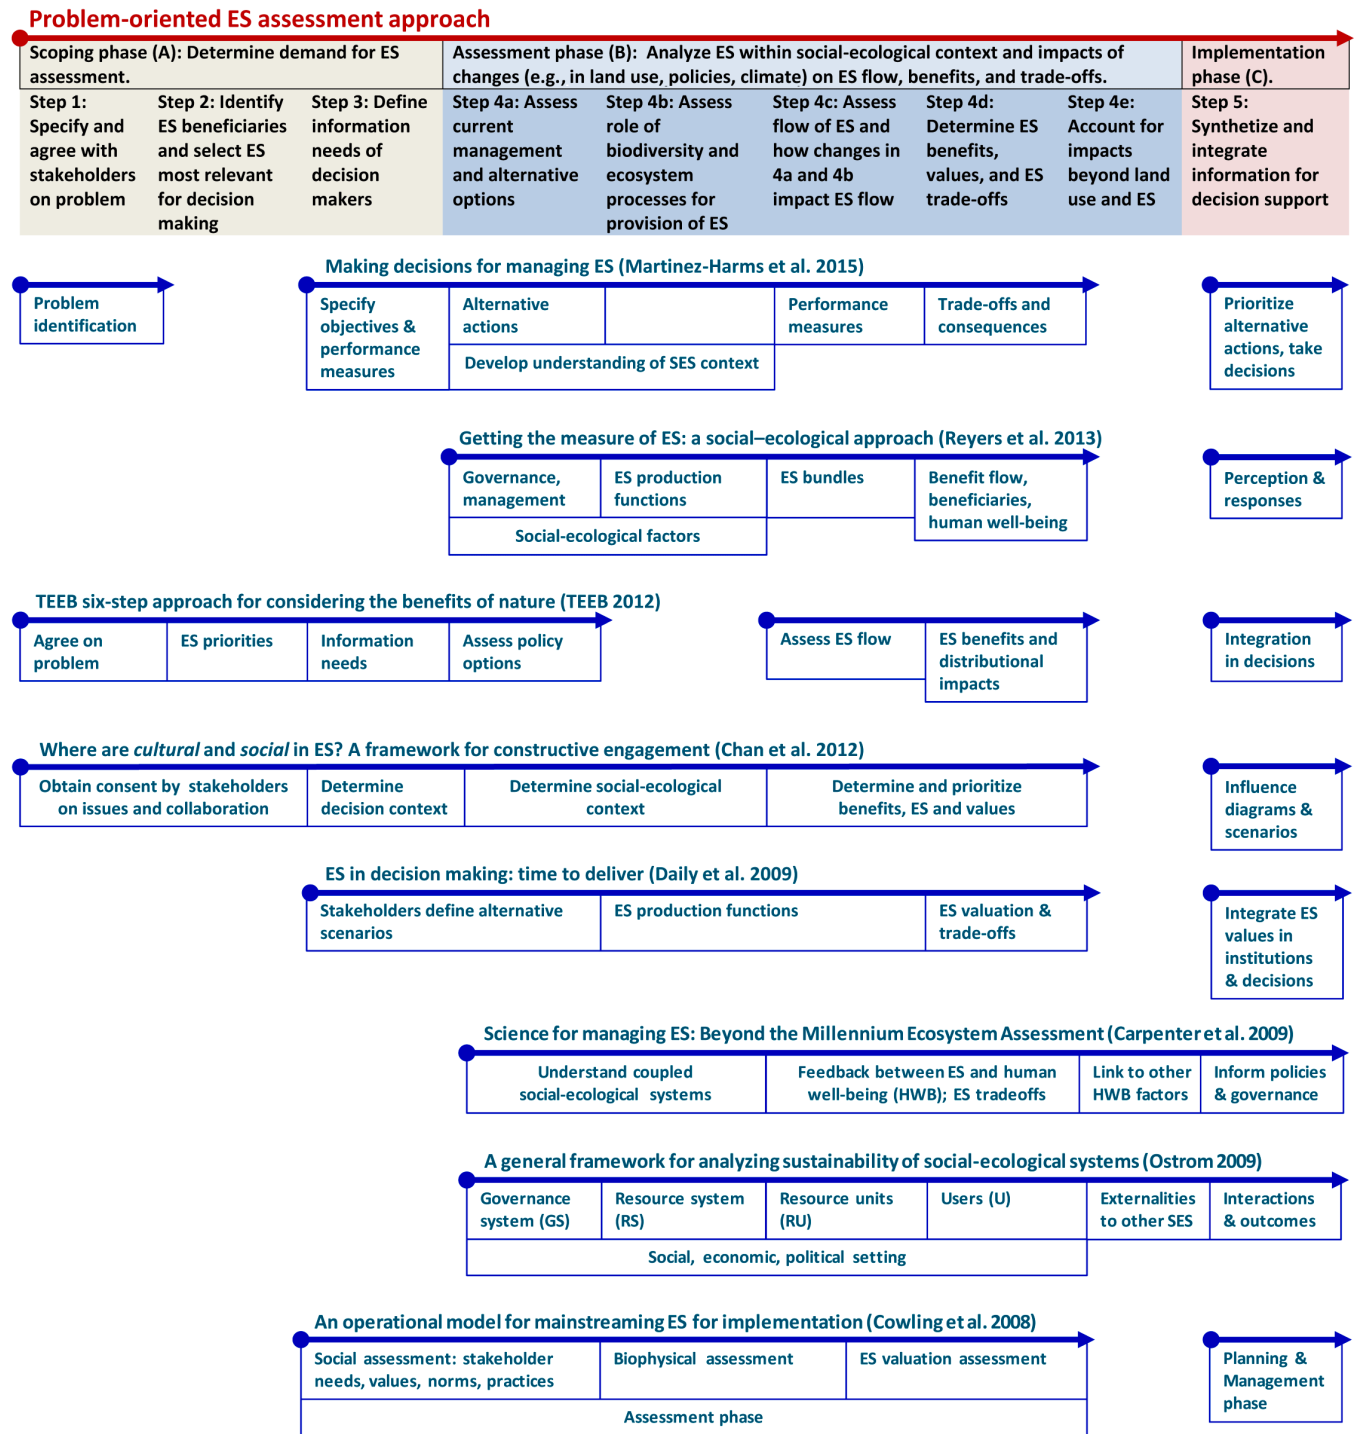 Problem-oriented ES assessment approach
Scoping phase (A): Determine demand for ES
assessment.
Assessment phase (B):  Analyze ES within social-ecological context and impacts of
changes (e.g., in land use, policies, climate) on ES flow, benefits, and trade-offs.
Implementation
phase (C).
Step 1:
Specify and
agree with
stakeholders
on problem
Step 2: Identify
ES beneficiaries
and select ES
most relevant
for decision
making
Step 3: Define
information
needs of
decision
makers
Step 4a: Assess
current
management
and alternative
options
Step 4b: Assess
role of
biodiversity and
ecosystem
processes for
provision of ES
Step 4c: Assess
flow of ES and
how changes in
4a and 4b
impact ES flow
Step 4d:
Determine ES
benefits,
values, and ES
trade-offs
Step 4e:
Account for
impacts
beyond land
use and ES
Step 5:
Synthetize and
integrate
information for
decision support
Making decisions for managing ES (Martinez-Harms et al. 2015)
Problem
identification
Specify
objectives &
performance
measures
Alternative
actions
Develop understanding of SES context
Performance
measures
Trade-offs and
consequences
Prioritize
alternative
actions, take
decisions
Getting the measure of ES: a social–ecological approach (Reyers et al. 2013)
Governance,
management
ES production
functions
Social-ecological factors
ES bundles
Benefit flow,
beneficiaries,
human well-being
Perception &
responses
TEEB six-step approach for considering the benefits of nature (TEEB 2012)
Agree on
problem
ES priorities
Information
needs
Assess policy
options
Assess ES flow
ES benefits and
distributional
impacts
Integration
in decisions
Where are cultural and social in ES? A framework for constructive engagement (Chan et al. 2012)
Obtain consent by stakeholders
on issues and collaboration
Determine
decision context
Determine social-ecological
context
Determine and prioritize
benefits, ES and values
Influence
diagrams &
scenarios
ES in decision making: time to deliver (Daily et al. 2009)
Stakeholders define alternative
scenarios
ES production functions
ES valuation &
trade-offs
Integrate ES
values in
institutions
& decisions
Science for managing ES: Beyond the Millennium Ecosystem Assessment (Carpenter et al. 2009)
Understand coupled
social-ecological systems
Feedback between ES and human
well-being (HWB); ES tradeoffs
Link to other
HWB factors
Inform policies
& governance
A general framework for analyzing sustainability of social-ecological systems (Ostrom 2009)
Governance
system (GS)
Resource system
(RS)
Resource units
(RU)
Users (U)
Externalities
to other SES
Interactions
& outcomes
Social, economic, political setting
An operational model for mainstreaming ES for implementation (Cowling et al. 2008)
Social assessment: stakeholder
needs, values, norms, practices
Biophysical assessment
ES valuation assessment
Assessment phase
Planning &
Management
phase